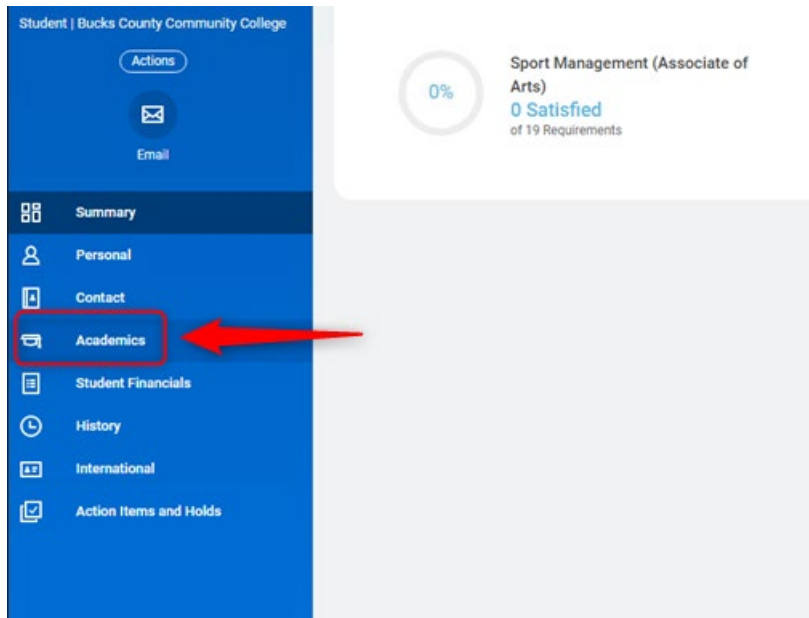 Student | Bucks County Community College
Actions
Email
Summary
Personal
Contact
Academics
Student Financials
History
International
Action Items and Holds
0%
Sport Management (Associate of
Arts)
0 Satisfied
of 19 Requirements